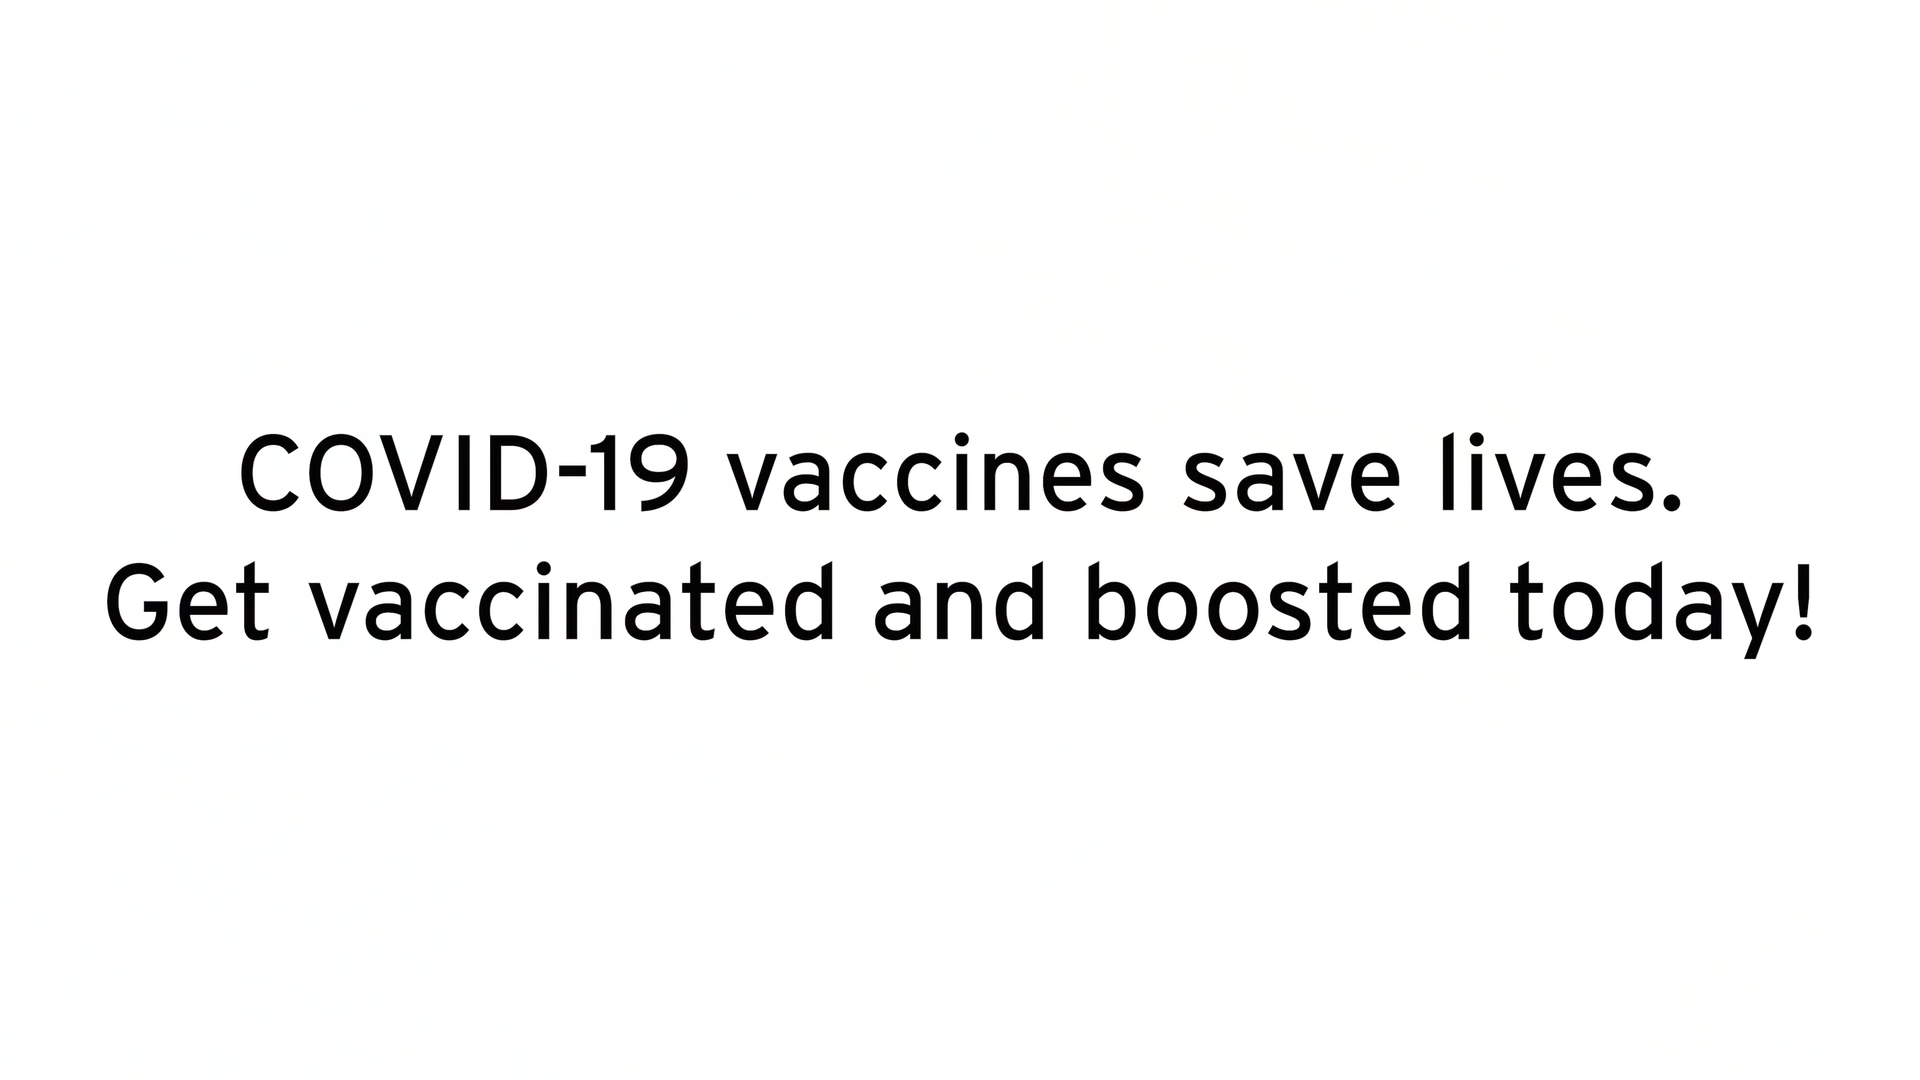 COVID-19 vaccines save lives.
Get vaccinated and boosted today!